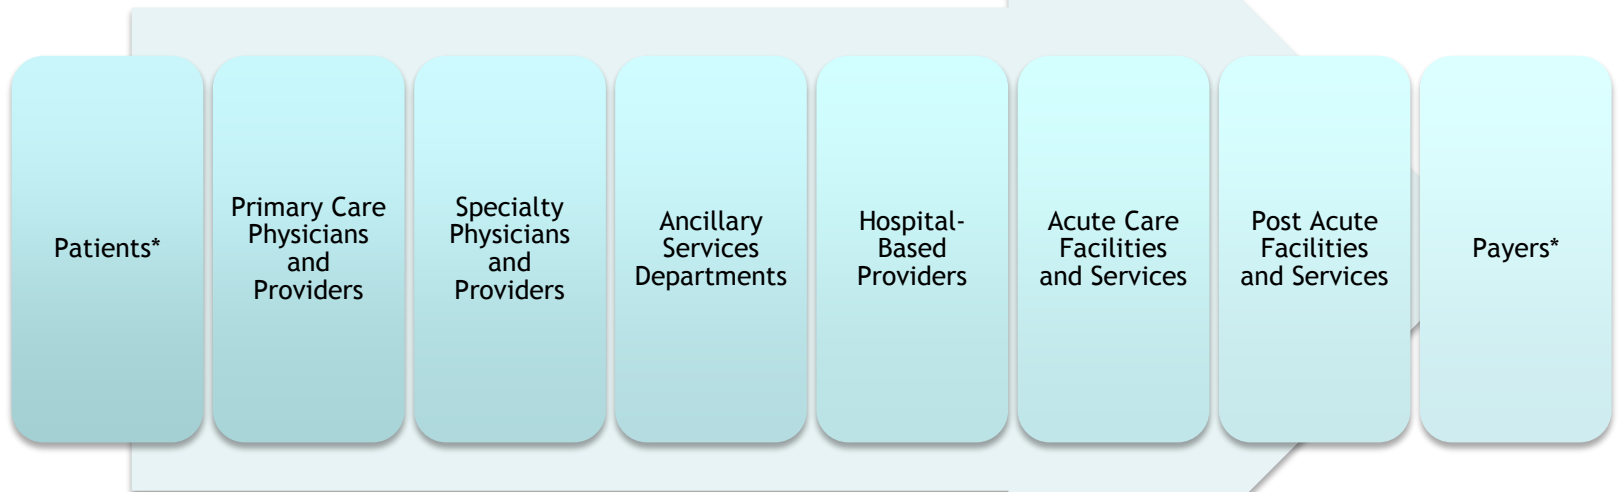 Patients*
Primary Care
Physicians
and
Providers
Specialty
Physicians
and
Providers
Ancillary
Services
Departments
Hospital-
Based
Providers
Acute Care
Facilities
and Services
Post Acute
Facilities
and Services
Payers*